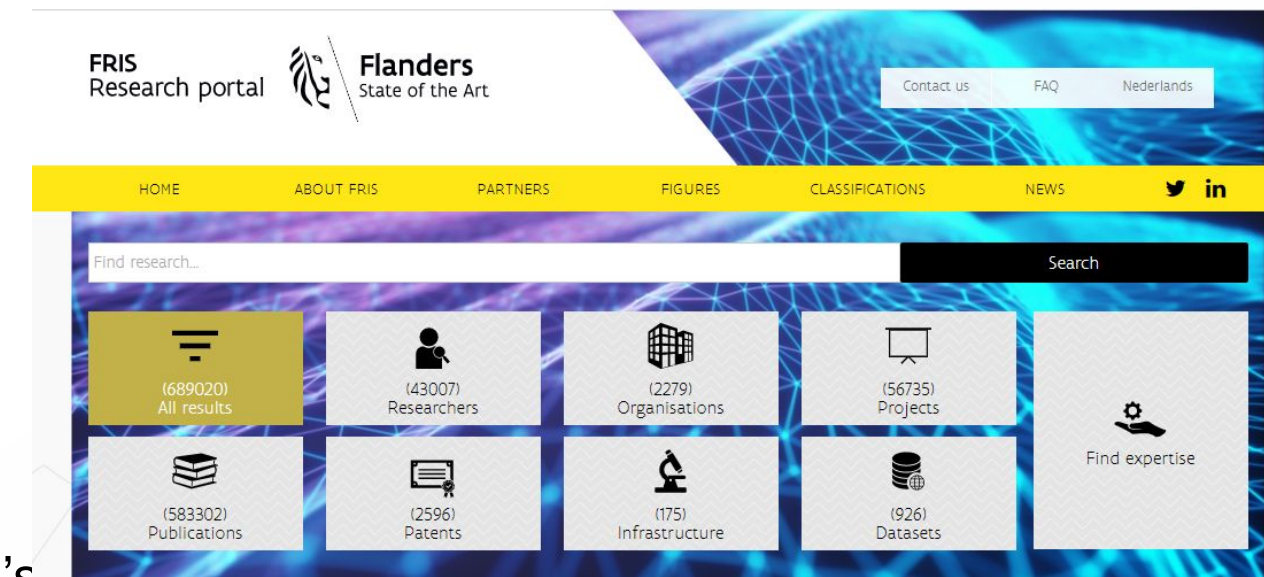 FRIS
Research portal
Flanders
State of the Art
Contact us
FAQ
Nederlands
HOME
ABOUT FRIS
PARTNERS
FIGURES
CLASSIFICATIONS
NEWS
in
Find research...
Search
(689020)
All results
(43007)
Researchers
(2279)
Organisations
(56735)
Projects
Find expertise
(583302)
Publications
(2596)
Patents
(175)
Infrastructure
(926)
Datasets
's